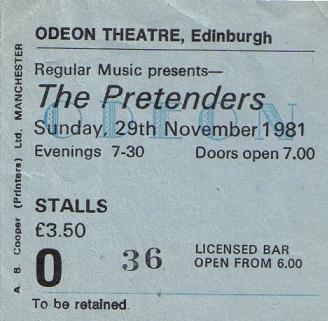 ODEON THEATRE, Edinburgh
Regular Music presents—
The Pretenders
ODEON
Sunday, 29th November 1981
Evenings 7-30 Doors open 7.00
STALLS
£3.50
O 36
LICENSED BAR
OPEN FROM 6.00
To be retained.
A. B. Cooper (Printers) Ltd. MANCHESTER